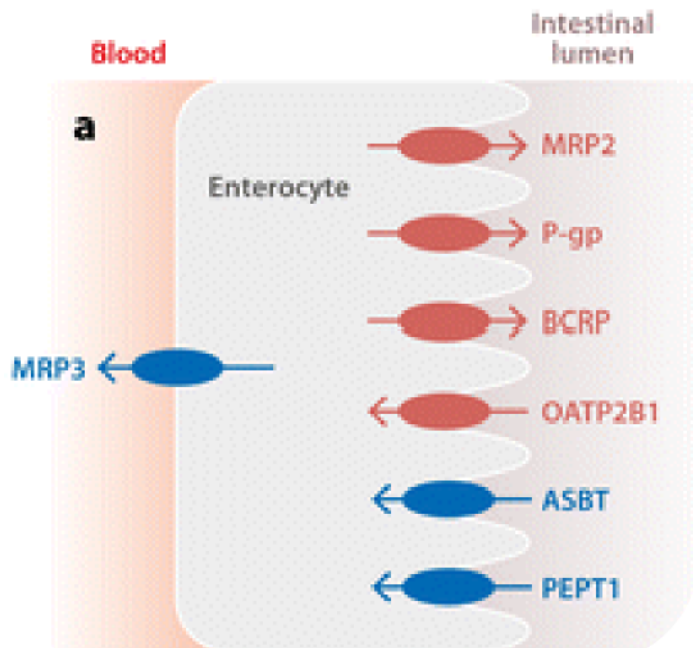 Blood
Intestinal
lumen
a
MRP2
Enterocyte
P-gp
BCRP
MRP3
OATP2B1
ASBT
PEPT1